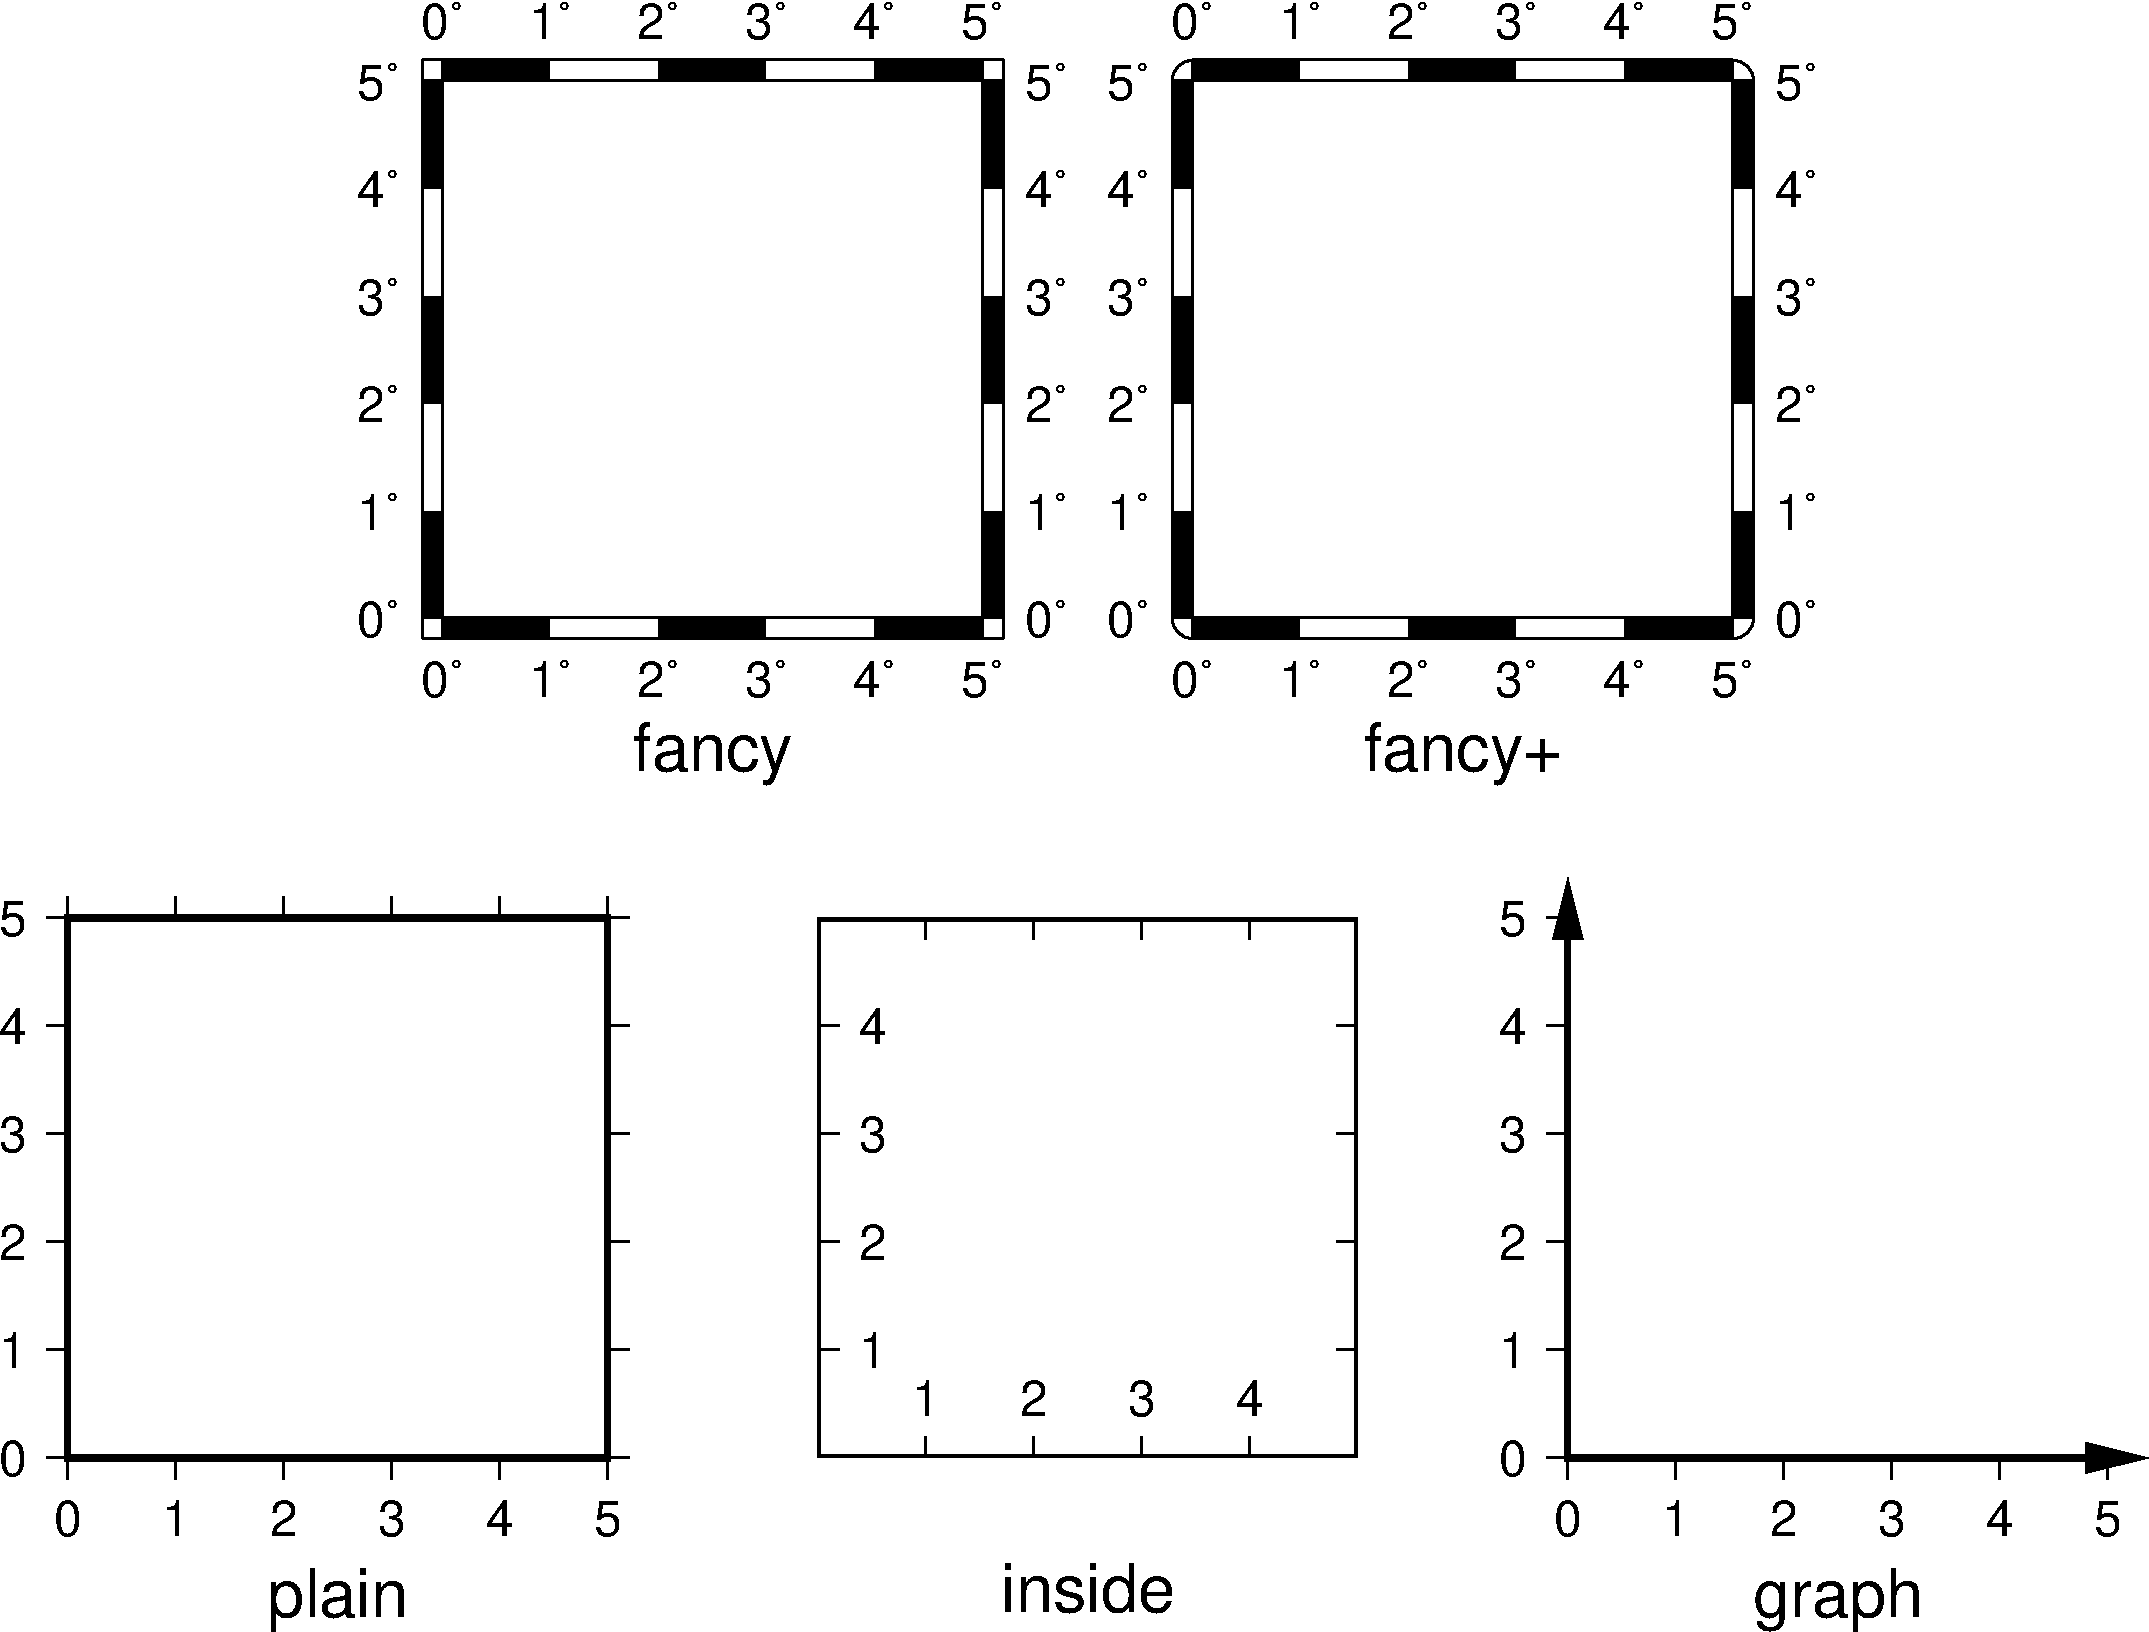 0° 1° 2° 3° 4° 5° 0° 1° 2° 3° 4° 5°
5° 5° 5° 5°
4° 4° 4° 4°
3° 3° 3° 3°
2° 2° 2° 2°
1° 1° 1° 1°
0° 0° 0° 0°
0° 1° 2° 3° 4° 5° 0° 1° 2° 3° 4° 5°
fancy fancy+
5 5
4 4 4
3 3 3
2 2 2
1 1 1
1 2 3 4
0 0
0 1 2 3 4 5 0 1 2 3 4 5
plain inside graph